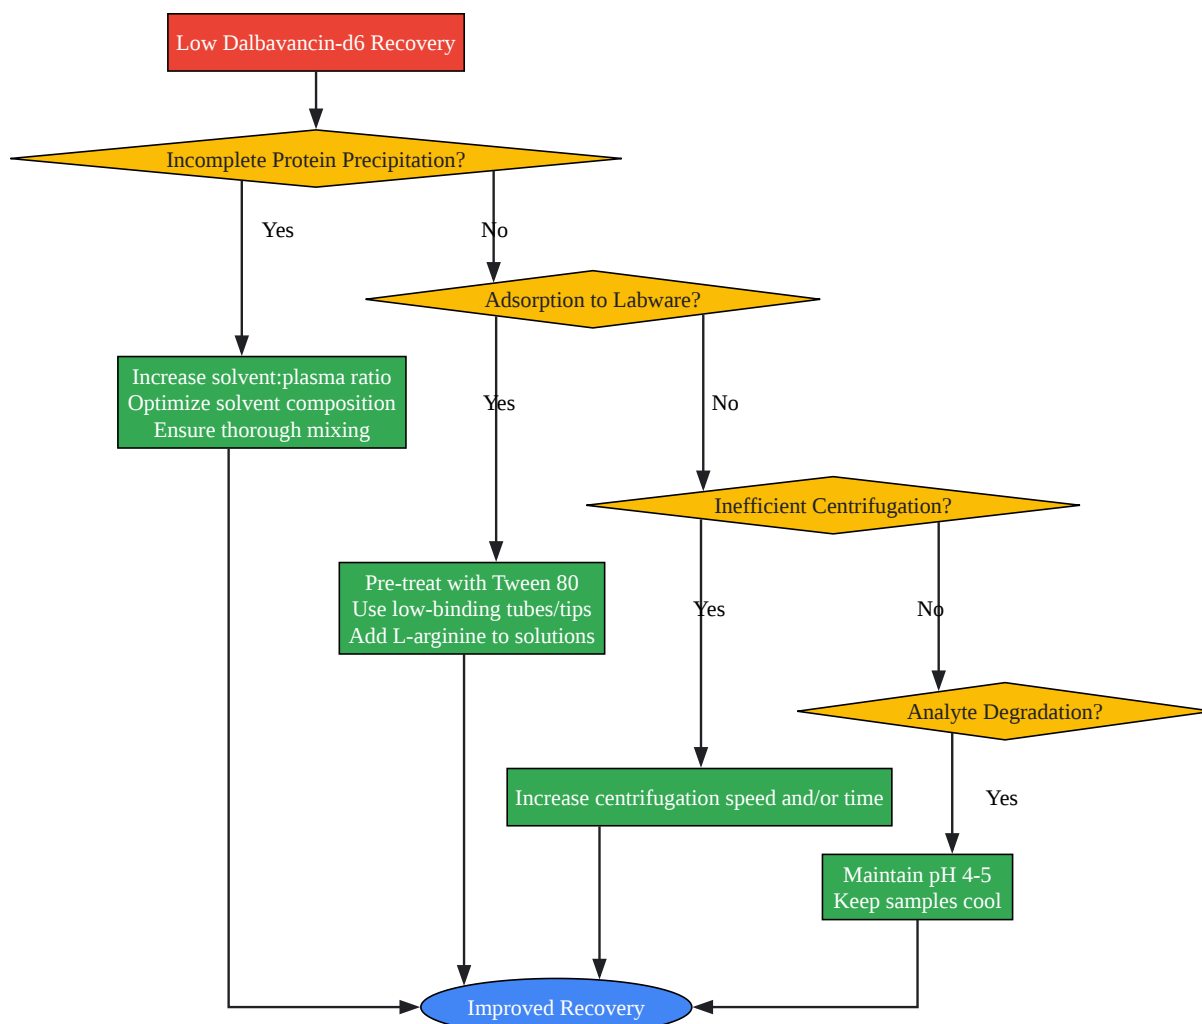 Low Dalbavancin-d6 Recovery
Incomplete Protein Precipitation?
Yes
No
Adsorption to Labware?
Increase solvent:plasma ratio
Optimize solvent composition
Ensure thorough mixing
Yes
No
Inefficient Centrifugation?
Pre-treat with Tween 80
Use low-binding tubes/tips
Add L-arginine to solutions
Yes
No
Analyte Degradation?
Increase centrifugation speed and/or time
Yes
Maintain pH 4-5
Keep samples cool
Improved Recovery